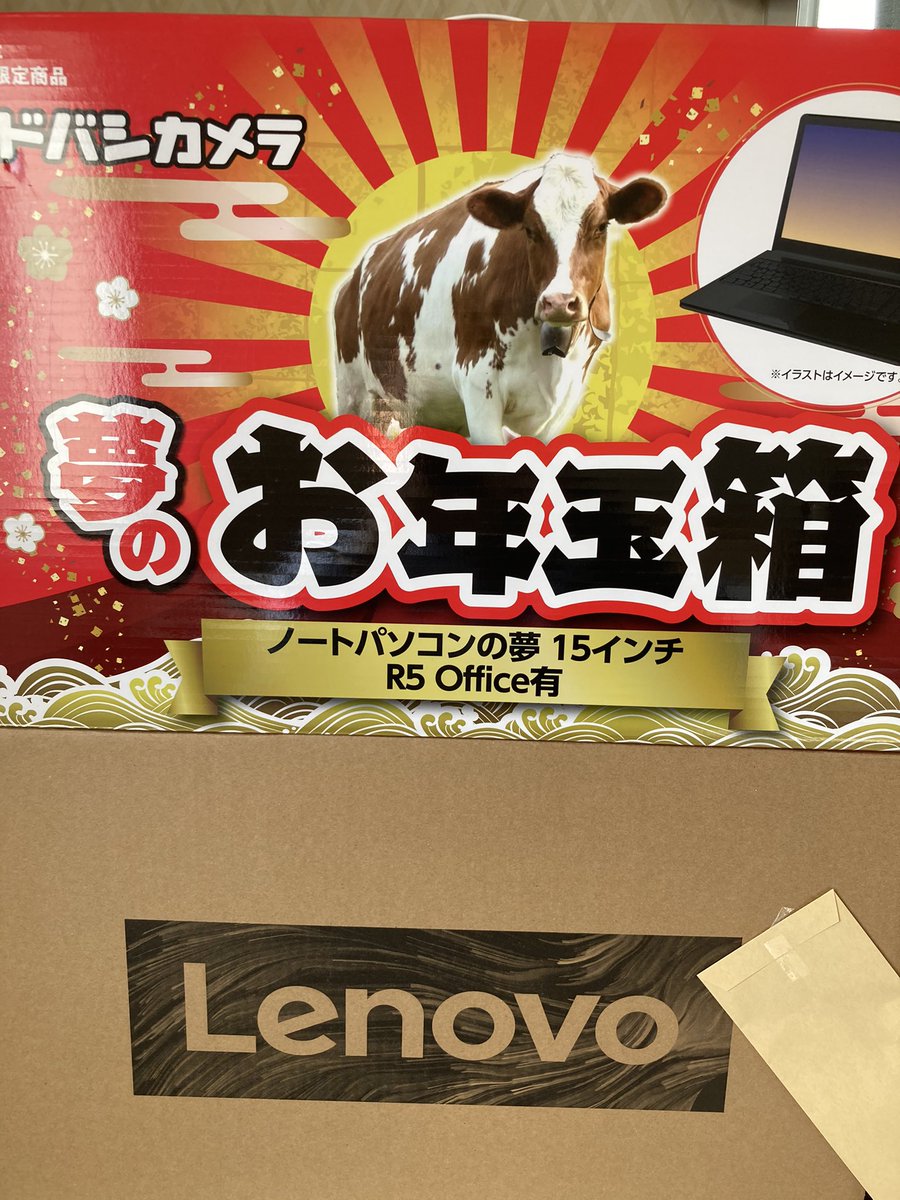 限定商品
ドバシカメラ
※イラストはイメージです。
夢の
お年玉箱
ノートパソコンの夢 15インチ
R5 Office有
Lenovo